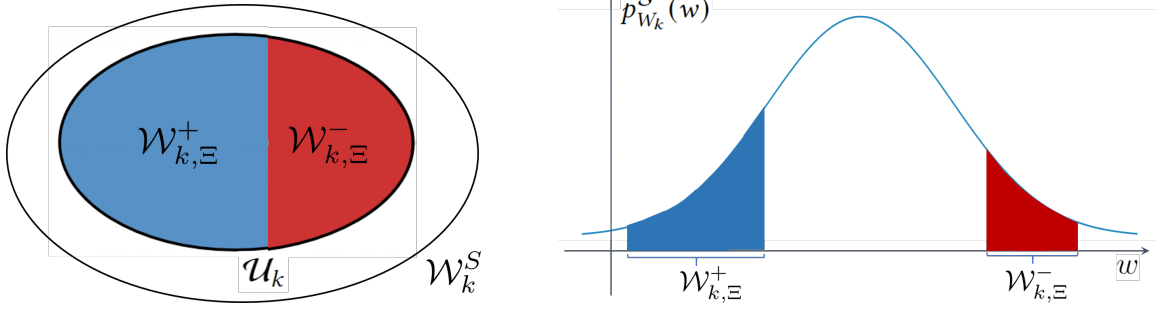 $\mathcal{W}_{k,\Xi}^{+}$ $\mathcal{W}_{k,\Xi}^{-}$
$\mathcal{U}_k$ $\mathcal{W}_k^S$
$p_{W_k}^S(w)$
$\mathcal{W}_{k,\Xi}^{+}$ $\mathcal{W}_{k,\Xi}^{-}$ $w$